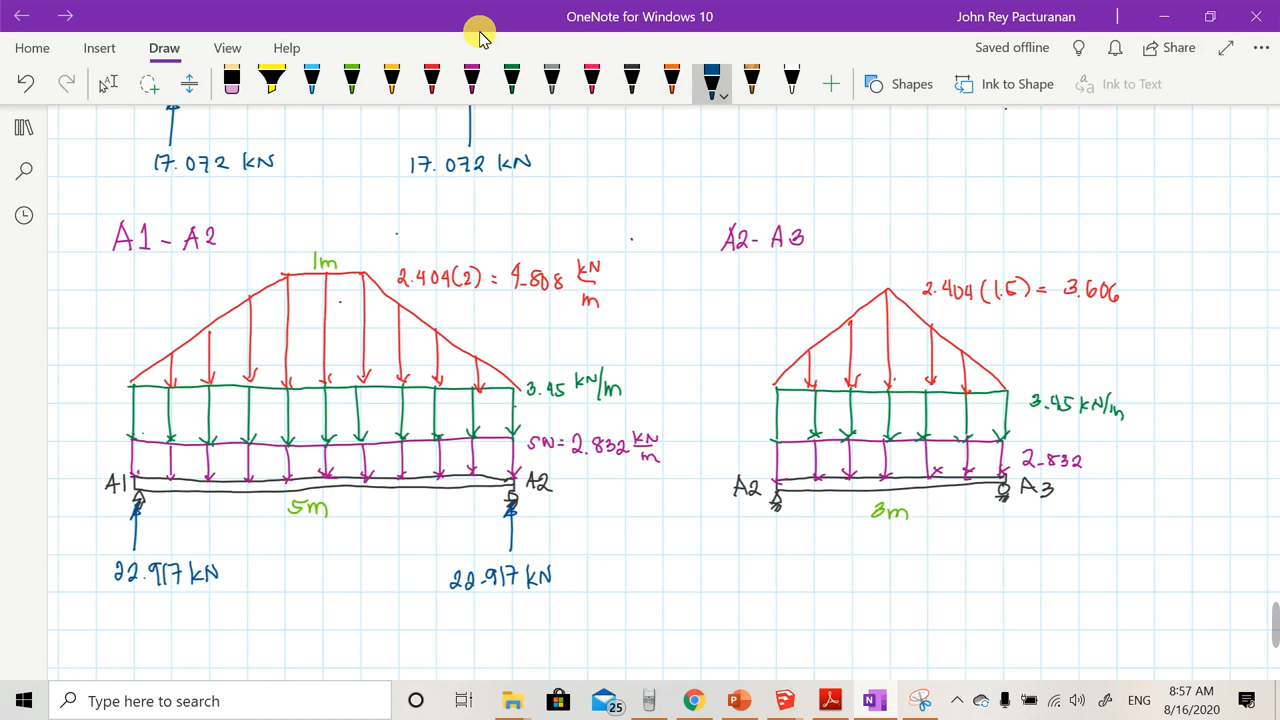 OneNote for Windows 10
John Rey Pacturanan
Home Insert Draw View Help
Saved offline
Share
Shapes
Ink to Shape
Ink to Text
17.072 kN
17.072 kN
A1 - A2
1m
2.404(2) = 4.808 kN/m
3.45 kN/m
SW = 2.832 kN/m
A1
A2
5m
22.917 kN
22.917 kN
A2 - A3
2.404(1.5) = 3.606
3.45 kN/m
2.832
A2
A3
3m
Type here to search
25
ENG
8:57 AM
8/16/2020